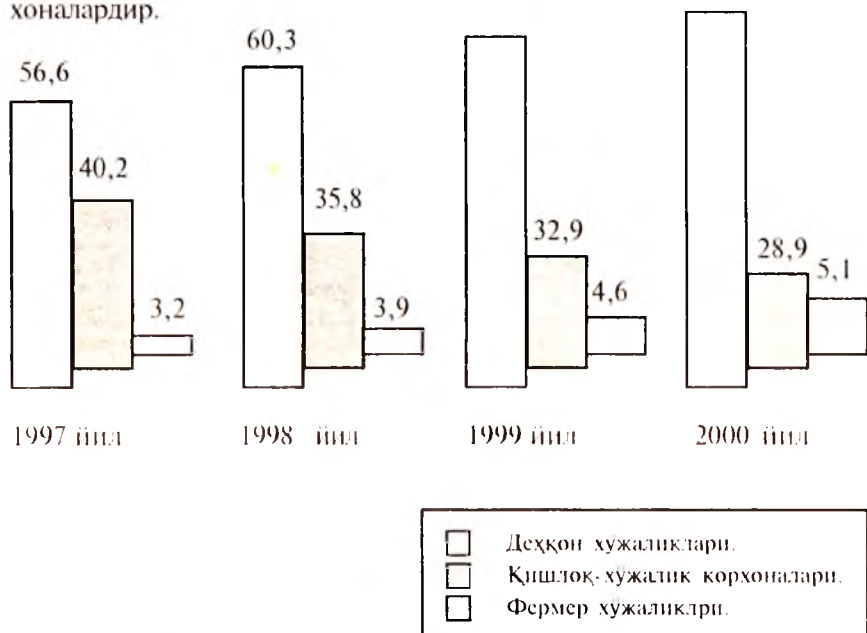 хоналардир.
56,6
40,2
3,2
60,3
35,8
3,9
32,9
4,6
28,9
5,1
1997 йил
1998 йил
1999 йил
2000 йил
Деҳқон хўжаликлари.
Қишлоқ-хўжалик корхоналари.
Фермер хўжаликлри.